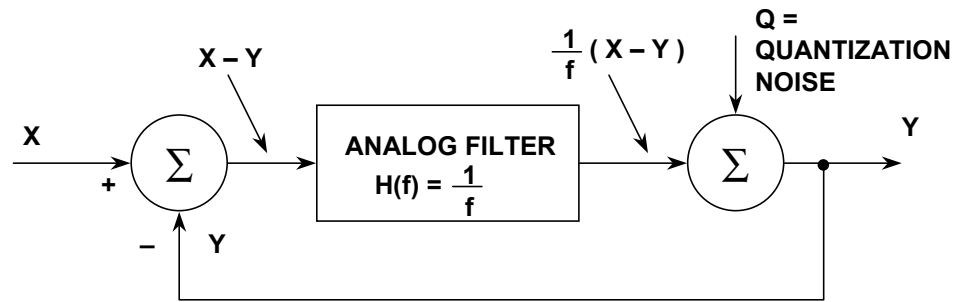 Q =
QUANTIZATION
NOISE
X – Y
1
f
( X – Y )
X
Y
Σ
ANALOG FILTER
H(f) =
1
f
Σ
+
–
Y